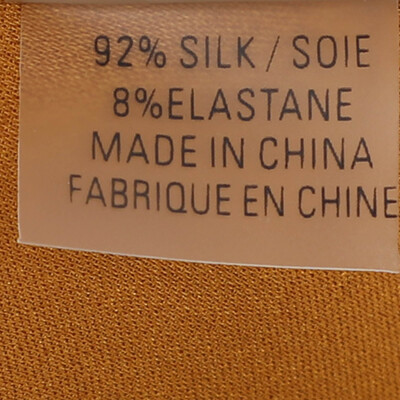 92% SILK / SOIE
8%ELASTANE
MADE IN CHINA
FABRIQUE EN CHINE